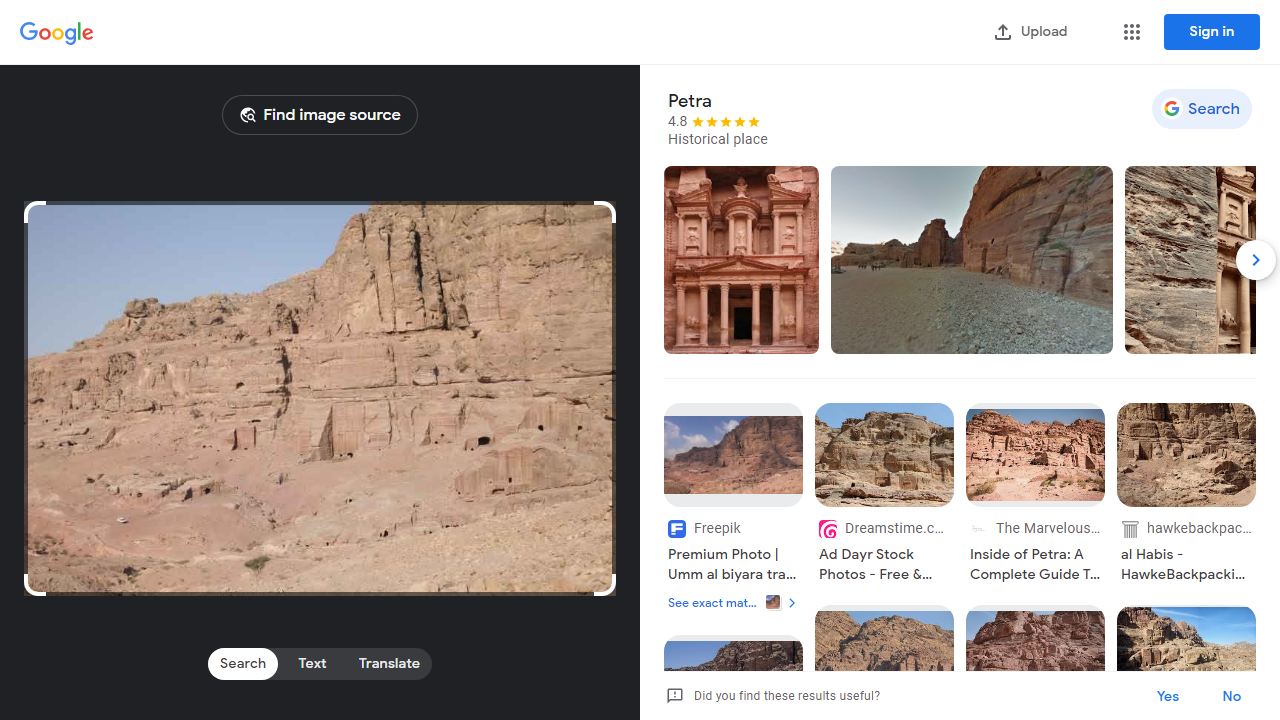 Google
Upload
Sign in
Find image source
Petra
4.8
Historical place
Search
Freepik
Premium Photo |
Umm al biyara tra...
See exact mat...
Dreamstime.c...
Ad Dayr Stock
Photos - Free &...
The Marvelous...
Inside of Petra: A
Complete Guide T...
hawkebackpac...
al Habis -
HawkeBackpacki...
Search
Text
Translate
Did you find these results useful?
Yes
No